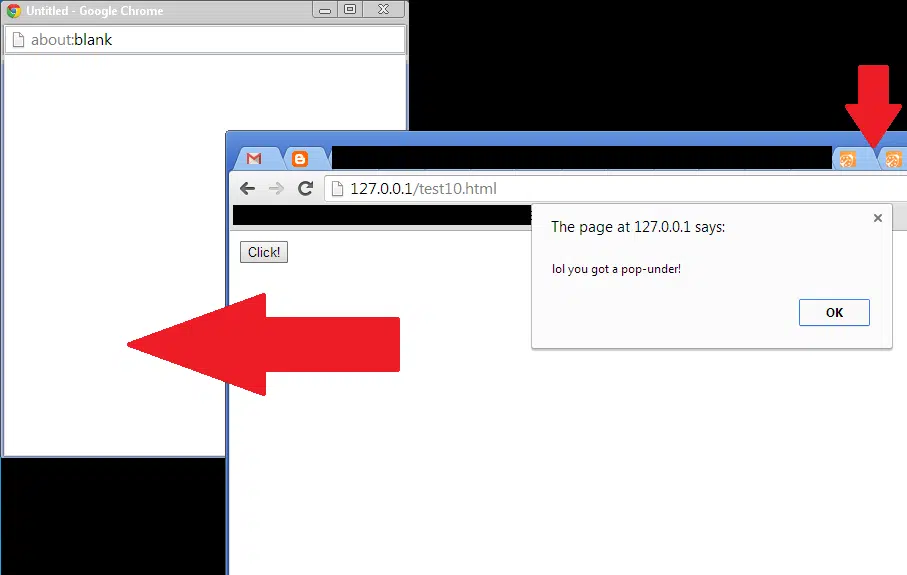 Untitled - Google Chrome
about:blank
127.0.0.1/test10.html
The page at 127.0.0.1 says:
Click!
lol you got a pop-under!
OK